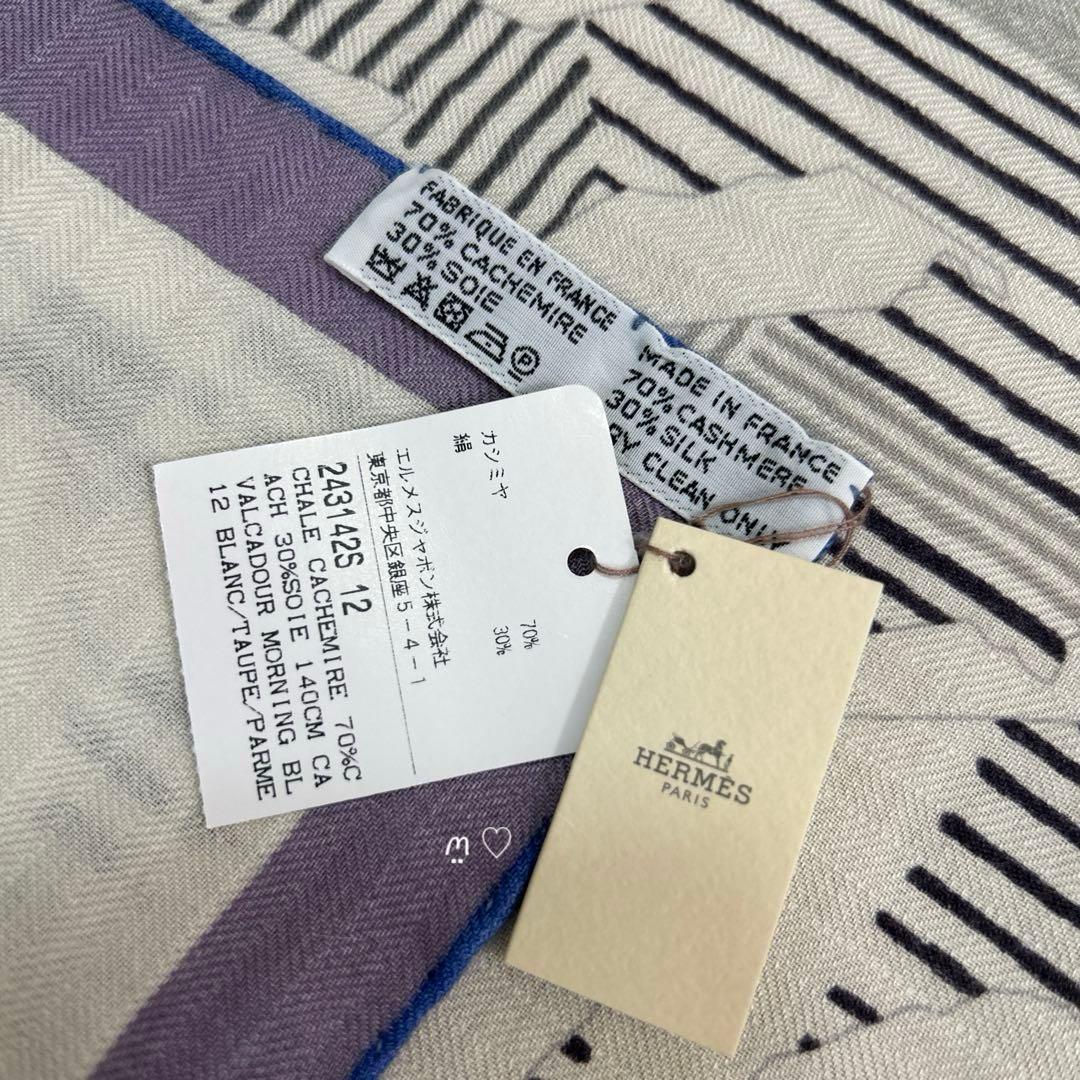 FABRIQUE EN FRANCE
70% CACHEMIRE
30% SOIE
P
MADE IN FRANCE
70% CASHMERE
30% SILK
RY CLEAN ONL
カシミヤ 70%
絹 30%
エルメスジャポン株式会社
東京都中央区銀座5-4-1
243142S 12
CHALE CACHEMIRE 70%C
ACH 30%SOIE 140CM CA
VALCADOUR MORNING BL
12 BLANC/TAUPE/PARME
HERMÈS
PARIS